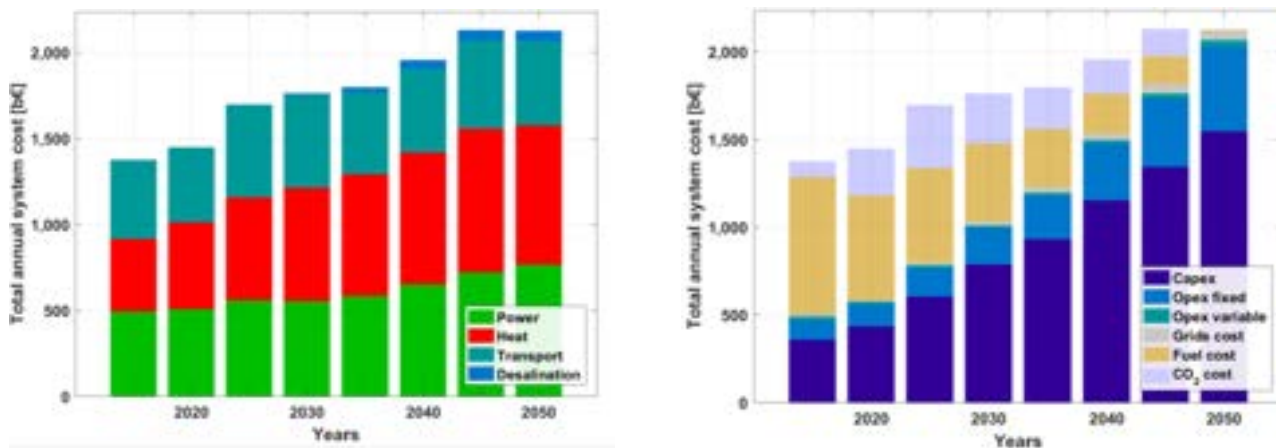 Total annual system cost [b€]
2,000
1,500
1,000
500
0
2020
2030
2040
2050
Years
Power
Heat
Transport
Desalination
Total annual system cost [b€]
2,000
1,500
1,000
500
0
2020
2030
2040
2050
Years
Capex
Opex fixed
Opex variable
Grids cost
Fuel cost
CO₂ cost